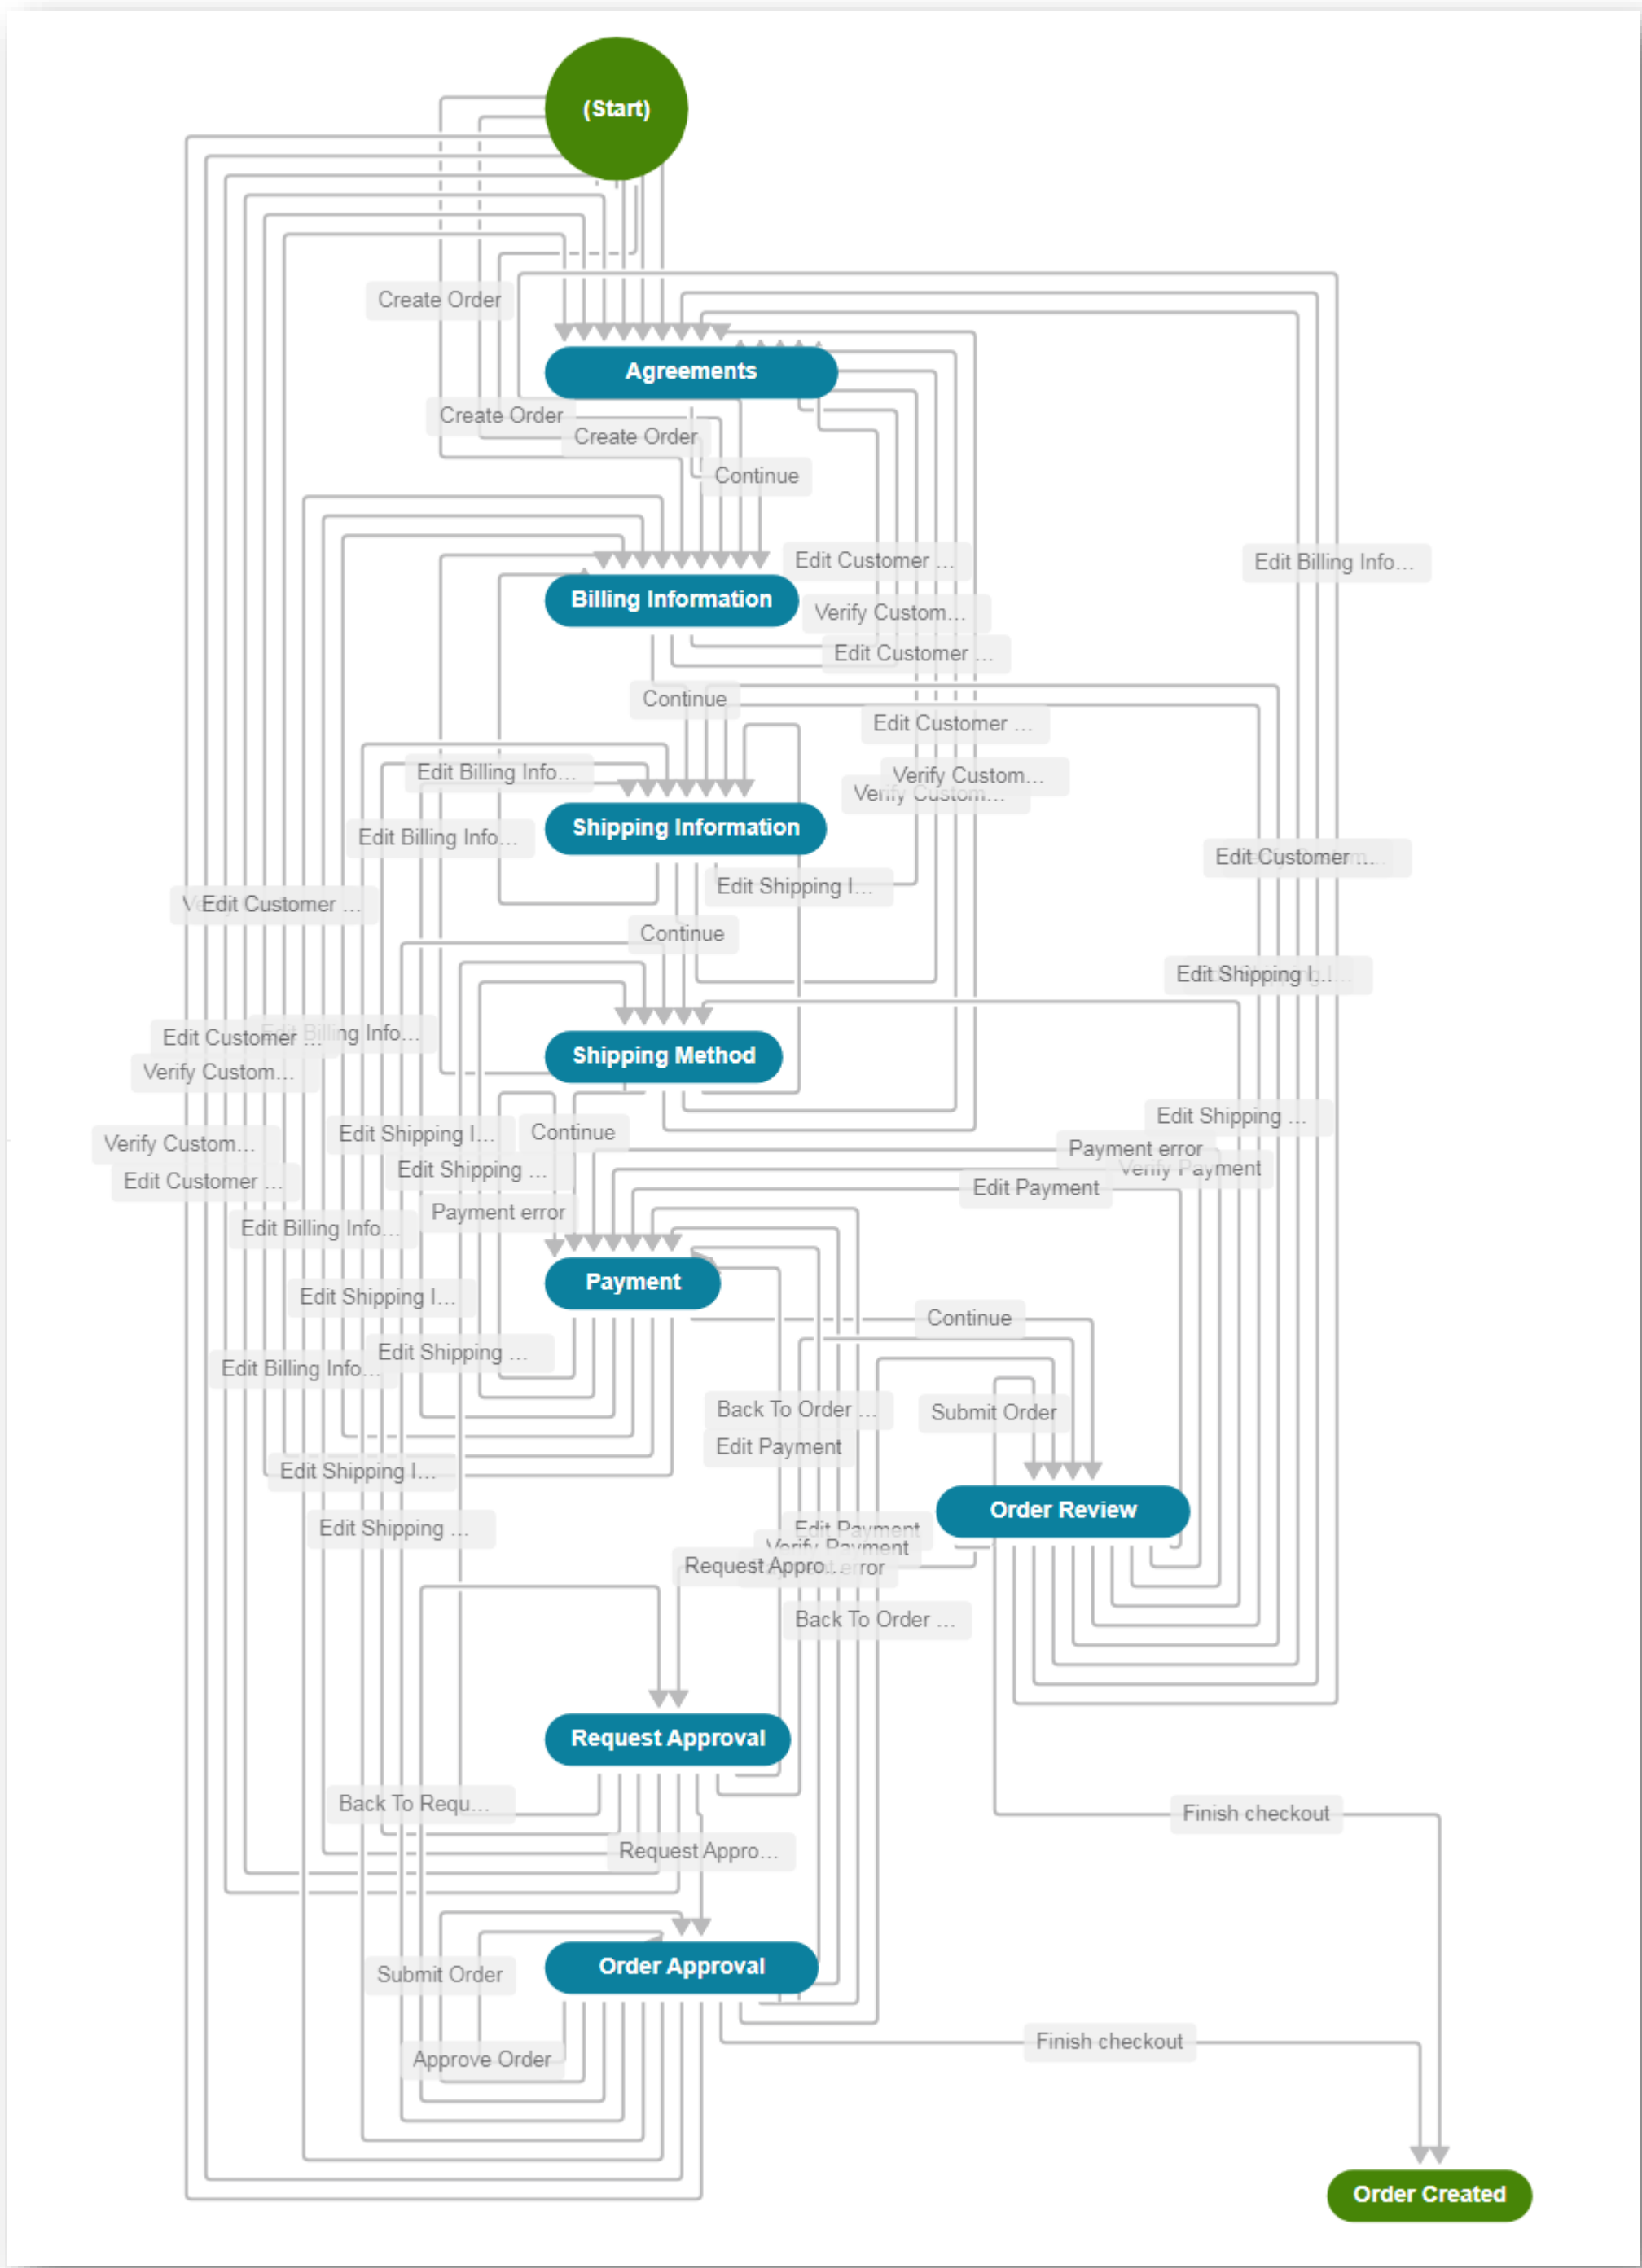 (Start)
Create Order
Agreements
Create Order
Create Order
Continue
Edit Customer ...
Edit Billing Info...
Billing Information
Verify Custom...
Edit Customer ...
Continue
Edit Customer ...
Edit Billing Info...
Verify Custom...
Verify Custom...
Shipping Information
Edit Billing Info...
Edit Customer ...
Edit Shipping I...
Edit Customer ...
Continue
Edit Shipping I...
Edit Customer ...
Billing Info...
Shipping Method
Verify Custom...
Edit Shipping ...
Edit Shipping I...
Continue
Verify Custom...
Payment error
Edit Shipping ...
Verify Payment
Edit Customer ...
Edit Payment
Payment error
Edit Billing Info...
Payment
Edit Shipping I...
Continue
Edit Shipping ...
Edit Billing Info...
Back To Order ...
Submit Order
Edit Payment
Edit Shipping I...
Order Review
Edit Shipping ...
Edit Payment
Verify Payment
Request Appro...
error
Back To Order ...
Request Approval
Back To Requ...
Finish checkout
Request Appro...
Order Approval
Submit Order
Finish checkout
Approve Order
Order Created